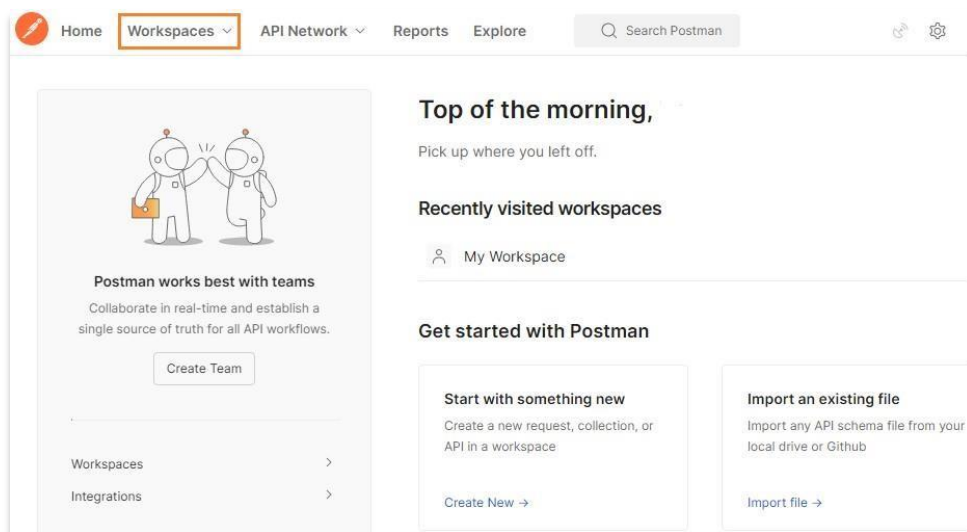 Home Workspaces API Network Reports Explore Search Postman
Postman works best with teams
Collaborate in real-time and establish a
single source of truth for all API workflows.
Create Team
Workspaces
Integrations
Top of the morning,
Pick up where you left off.
Recently visited workspaces
My Workspace
Get started with Postman
Start with something new
Create a new request, collection, or
API in a workspace
Create New →
Import an existing file
Import any API schema file from your
local drive or Github
Import file →